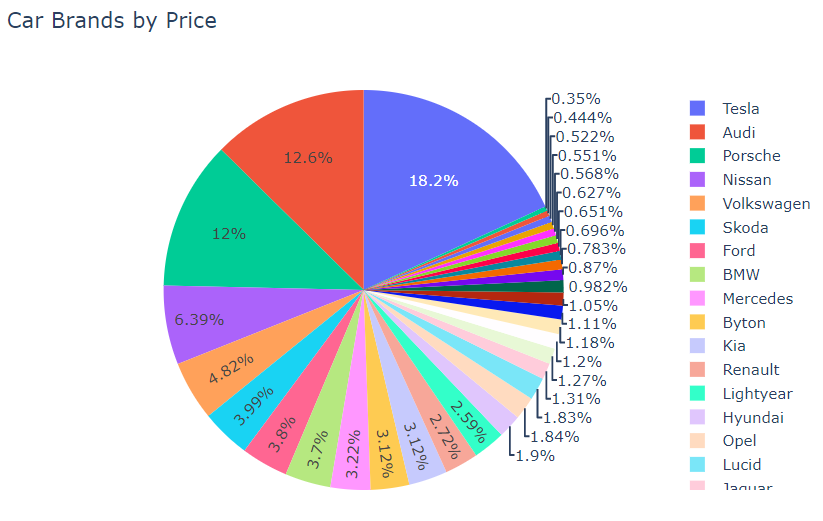 Car Brands by Price
0.35%
0.444%
0.522%
0.551%
0.568%
0.627%
0.651%
0.696%
0.783%
0.87%
0.982%
1.05%
1.11%
1.18%
1.2%
1.27%
1.31%
1.83%
1.84%
1.9%
18.2%
12.6%
12%
6.39%
4.82%
3.99%
3.8%
3.7%
3.22%
3.12%
3.12%
2.72%
2.59%
Tesla
Audi
Porsche
Nissan
Volkswagen
Skoda
Ford
BMW
Mercedes
Byton
Kia
Renault
Lightyear
Hyundai
Opel
Lucid
Jaguar